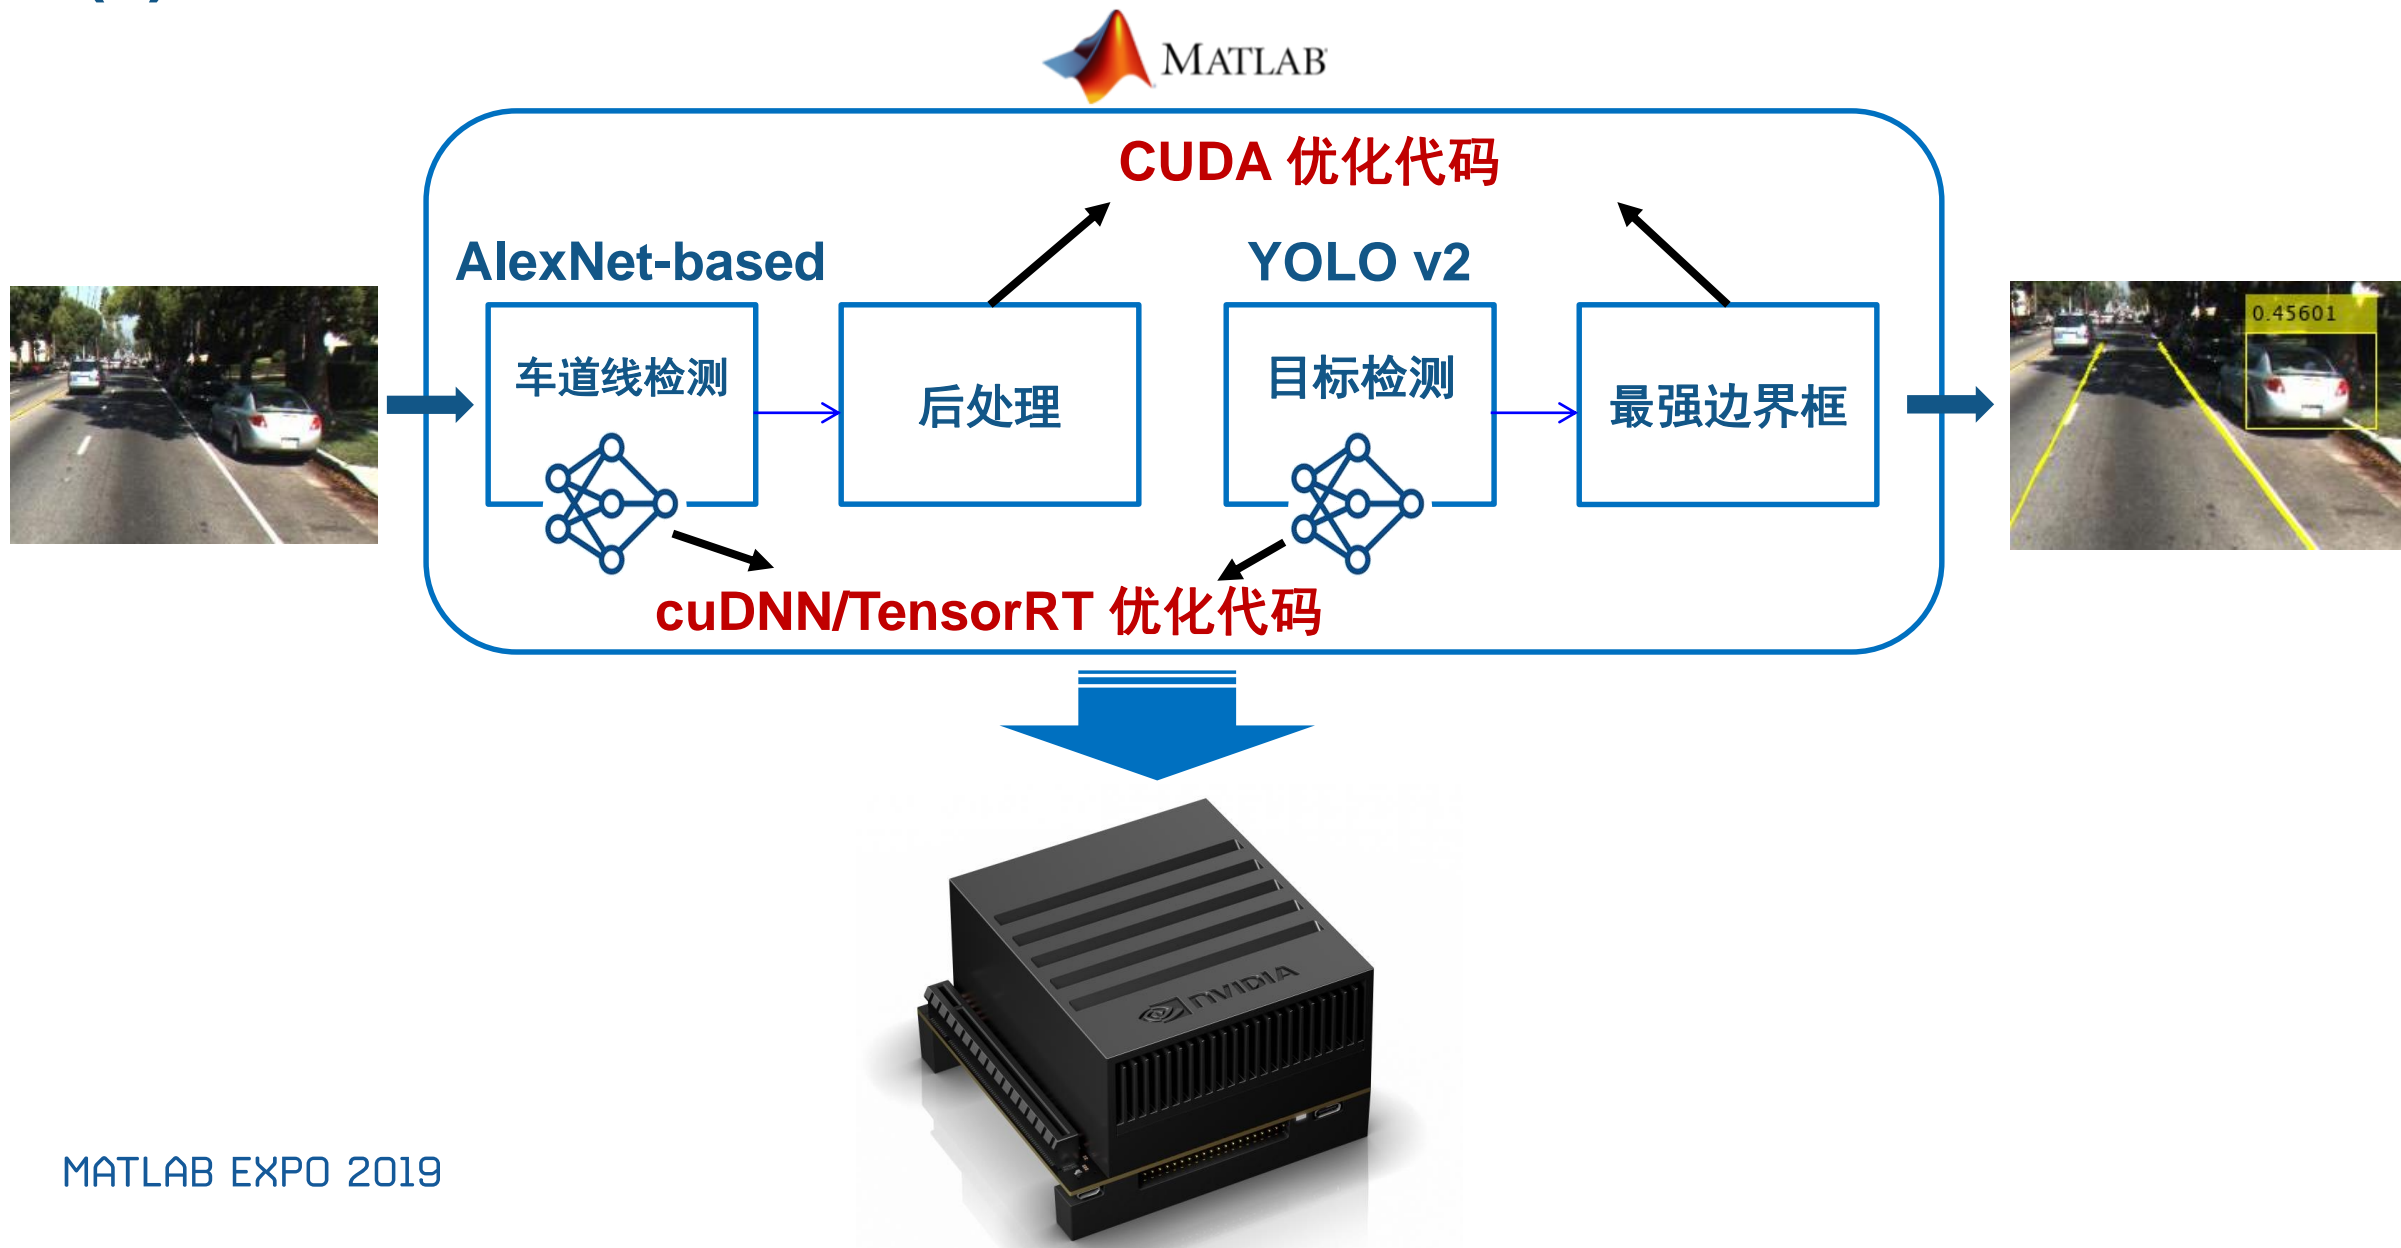 MATLAB
CUDA 优化代码
AlexNet-based
YOLO v2
车道线检测
后处理
目标检测
最强边界框
0.45601
cuDNN/TensorRT 优化代码
NVIDIA
MATLAB EXPO 2019